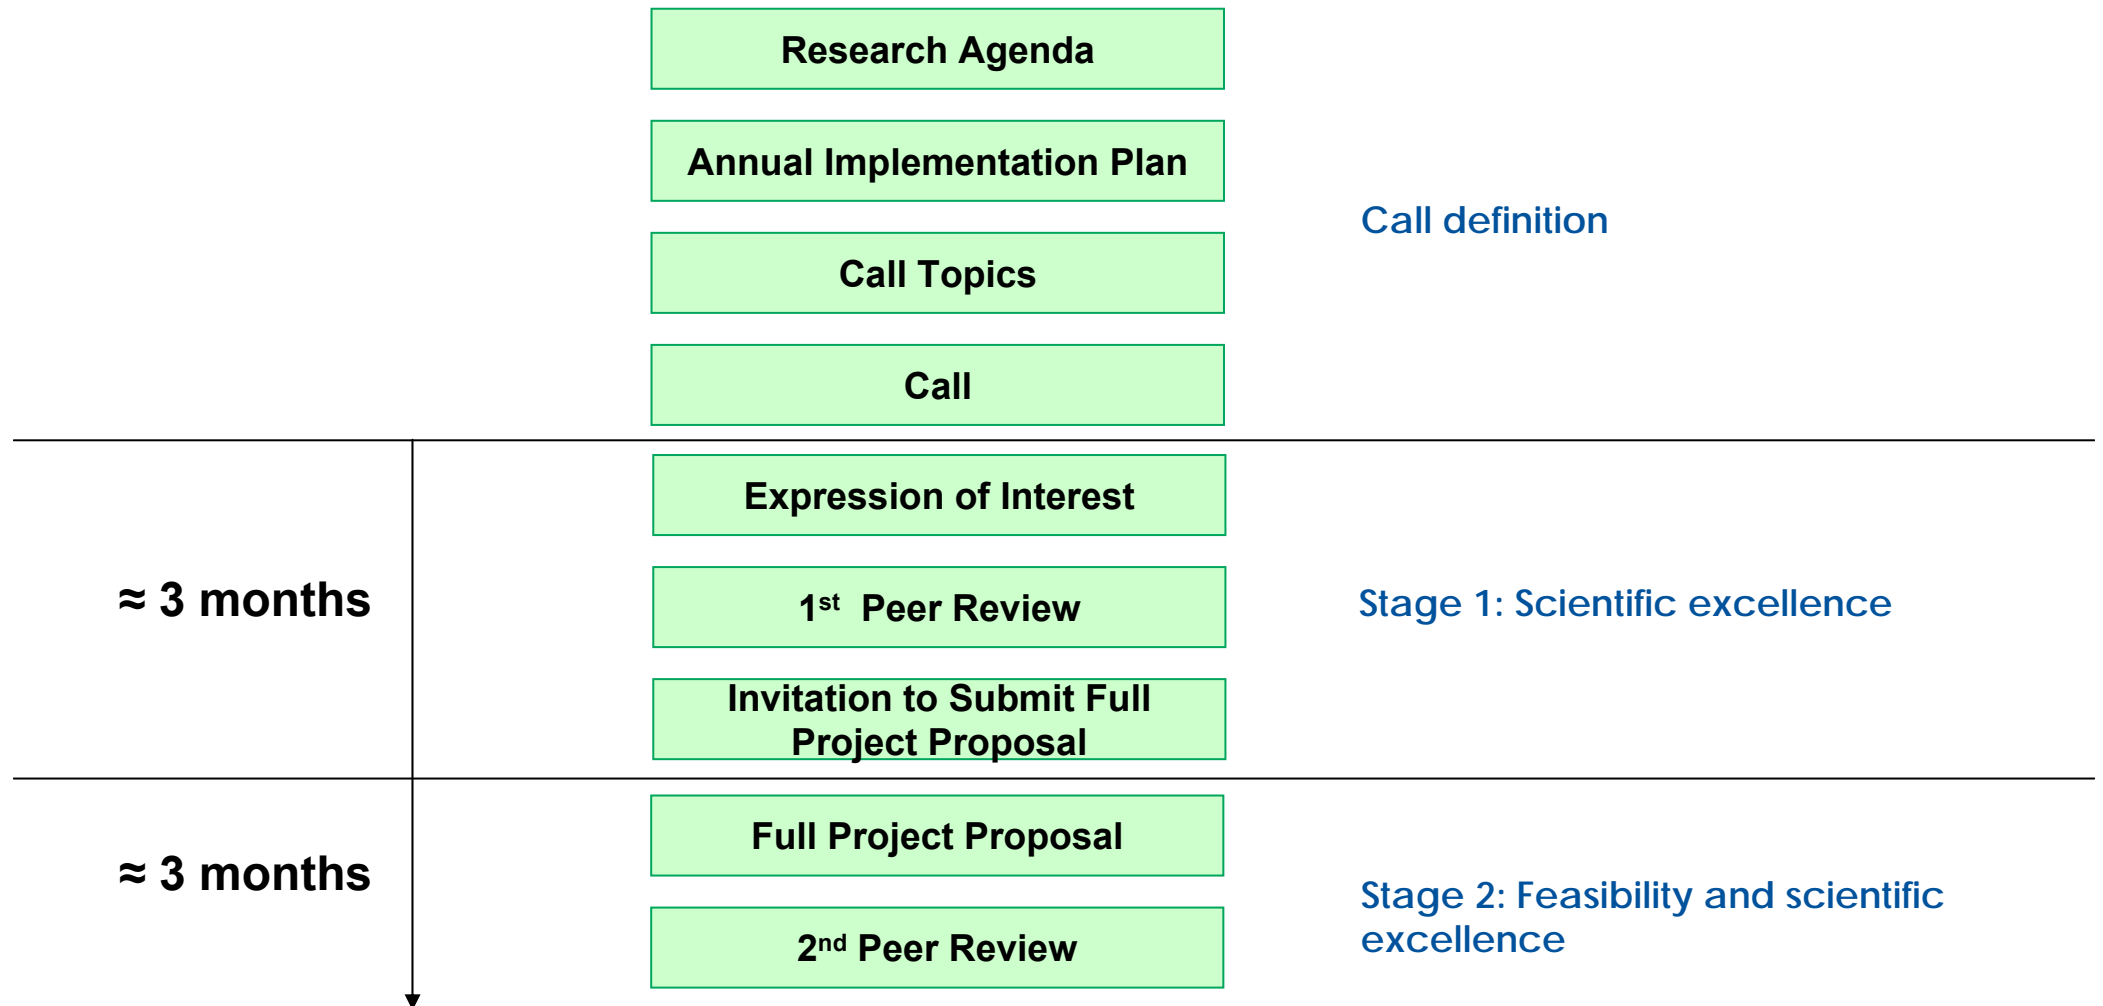 Research Agenda
Annual Implementation Plan
Call definition
Call Topics
Call
Expression of Interest
≈ 3 months
1st Peer Review
Stage 1: Scientific excellence
Invitation to Submit Full
Project Proposal
Full Project Proposal
≈ 3 months
Stage 2: Feasibility and scientific
excellence
2nd Peer Review